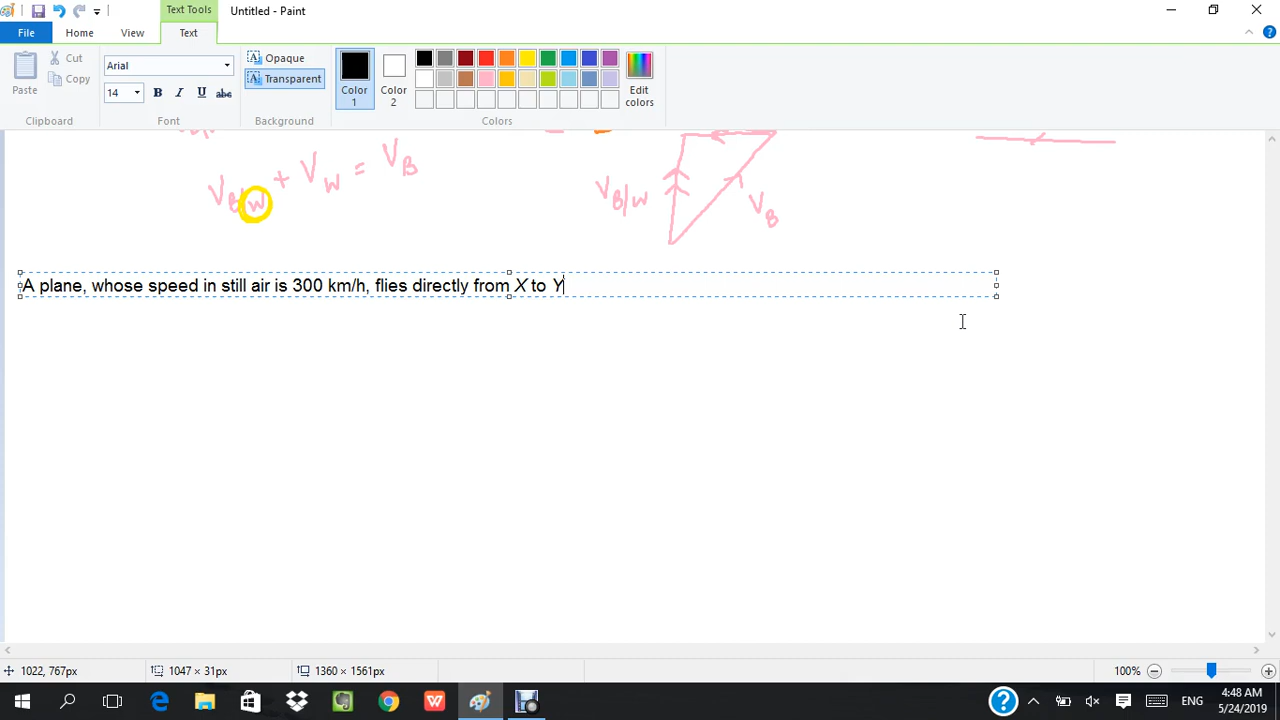 Text Tools
Untitled - Paint
File
Home
View
Text
Paste
Cut
Copy
Clipboard
Arial
14
B I U abc
Font
Opaque
Transparent
Background
Color 1
Color 2
Edit colors
Colors
V B/W + V W = V B
V B/W
V B
A plane, whose speed in still air is 300 km/h, flies directly from X to Y
1022, 767px
1047 × 31px
1360 × 1561px
100%
ENG
4:48 AM
5/24/2019